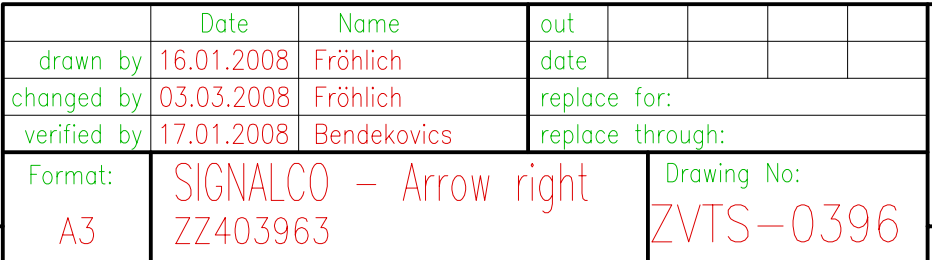 Date Name out
drawn by 16.01.2008 Fröhlich date
changed by 03.03.2008 Fröhlich replace for:
verified by 17.01.2008 Bendekovics replace through:
Format: SIGNALCO - Arrow right Drawing No:
A3 ZZ403963 ZVTS-0396